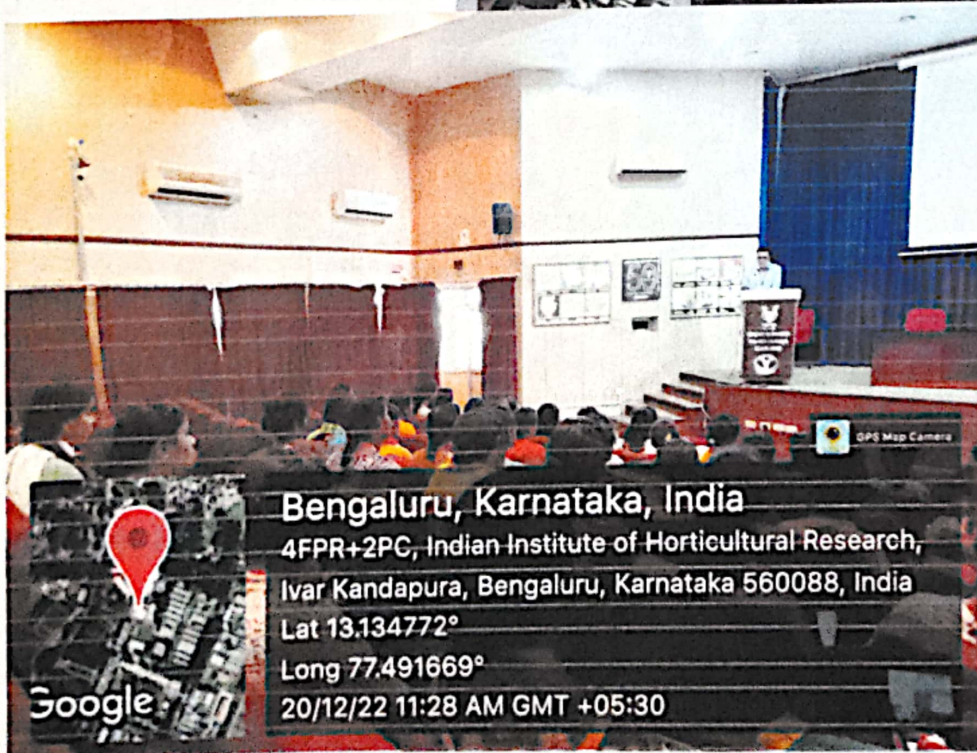 GPS Map Camera
Bengaluru, Karnataka, India
4FPR+2PC, Indian Institute of Horticultural Research,
Ivar Kandapura, Bengaluru, Karnataka 560088, India
Lat 13.134772°
Long 77.491669°
20/12/22 11:28 AM GMT +05:30
Google